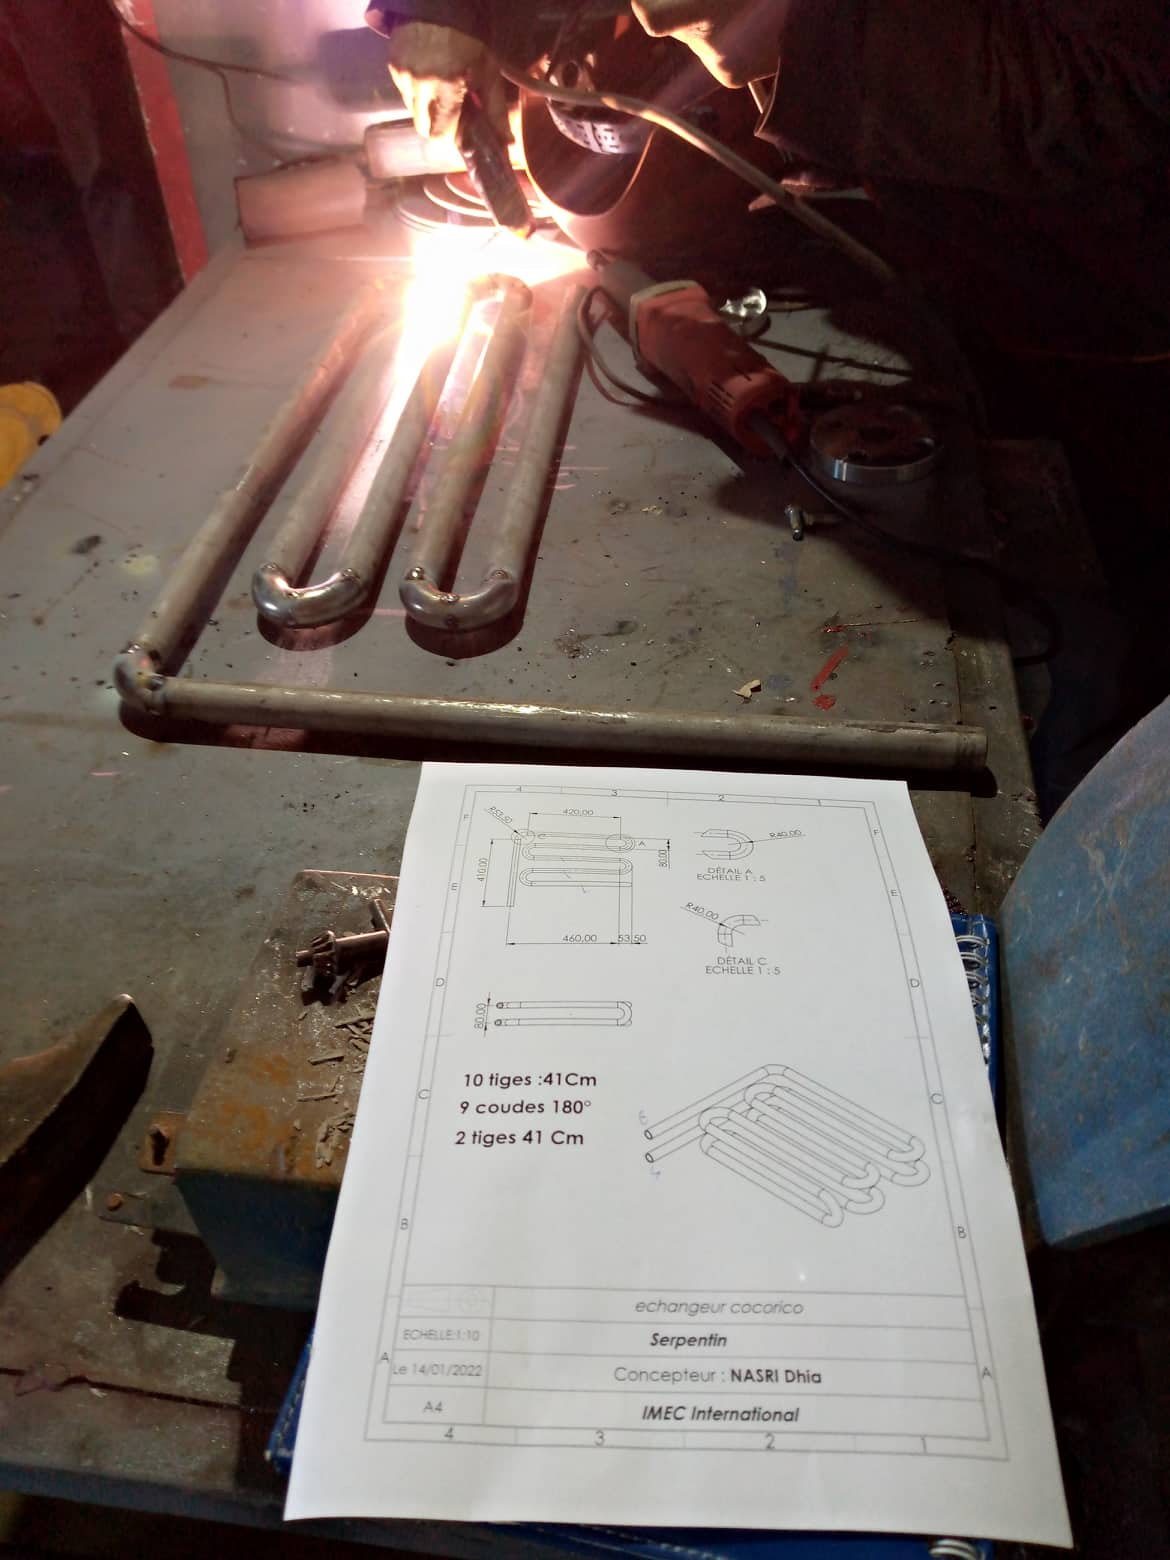 4 3 2 1
F F
R53,50 420,00
A
80,00
410,00
460,00 53,50
R40,00
DÉTAIL A
ECHELLE 1 : 5
E E
R40,00
DÉTAIL C
ECHELLE 1 : 5
D D
80,00
10 tiges :41Cm
9 coudes 180°
2 tiges 41 Cm
C C
B B
echangeur cocorico
ECHELLE:1:10 Serpentin
Le 14/01/2022 Concepteur : NASRI Dhia
A A
A4 IMEC International
4 3 2 1